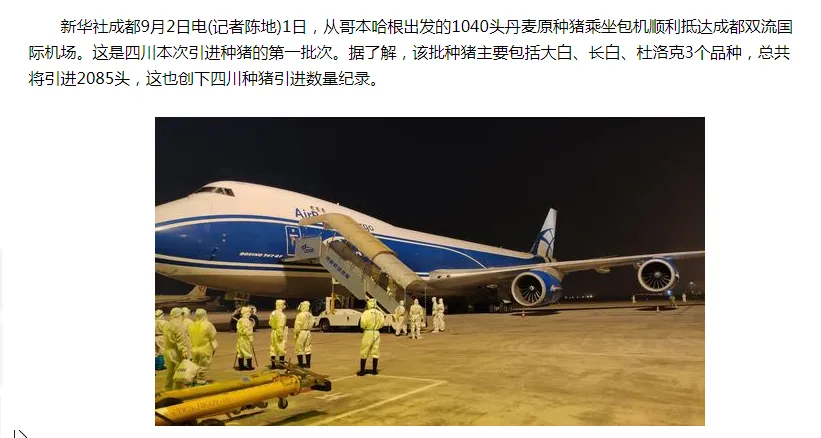 新华社成都9月2日电(记者陈地)1日，从哥本哈根出发的1040头丹麦原种猪乘坐包机顺利抵达成都双流国
际机场。这是四川本次引进种猪的第一批次。据了解，该批种猪主要包括大白、长白、杜洛克3个品种，总共
将引进2085头，这也创下四川种猪引进数量纪录。
BOEING 747-8F